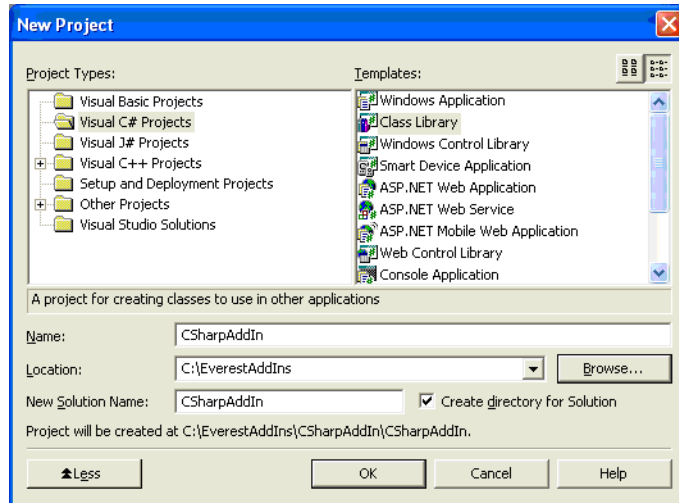 New Project
Project Types:
Templates:
Visual Basic Projects
Visual C# Projects
Visual J# Projects
Visual C++ Projects
Setup and Deployment Projects
Other Projects
Visual Studio Solutions
Windows Application
Class Library
Windows Control Library
Smart Device Application
ASP.NET Web Application
ASP.NET Web Service
ASP.NET Mobile Web Application
Web Control Library
Console Application
A project for creating classes to use in other applications
Name: CSharpAddIn
Location: C:\EverestAddIns Browse...
New Solution Name: CSharpAddIn Create directory for Solution
Project will be created at C:\EverestAddIns\CSharpAddIn\CSharpAddIn.
Less OK Cancel Help